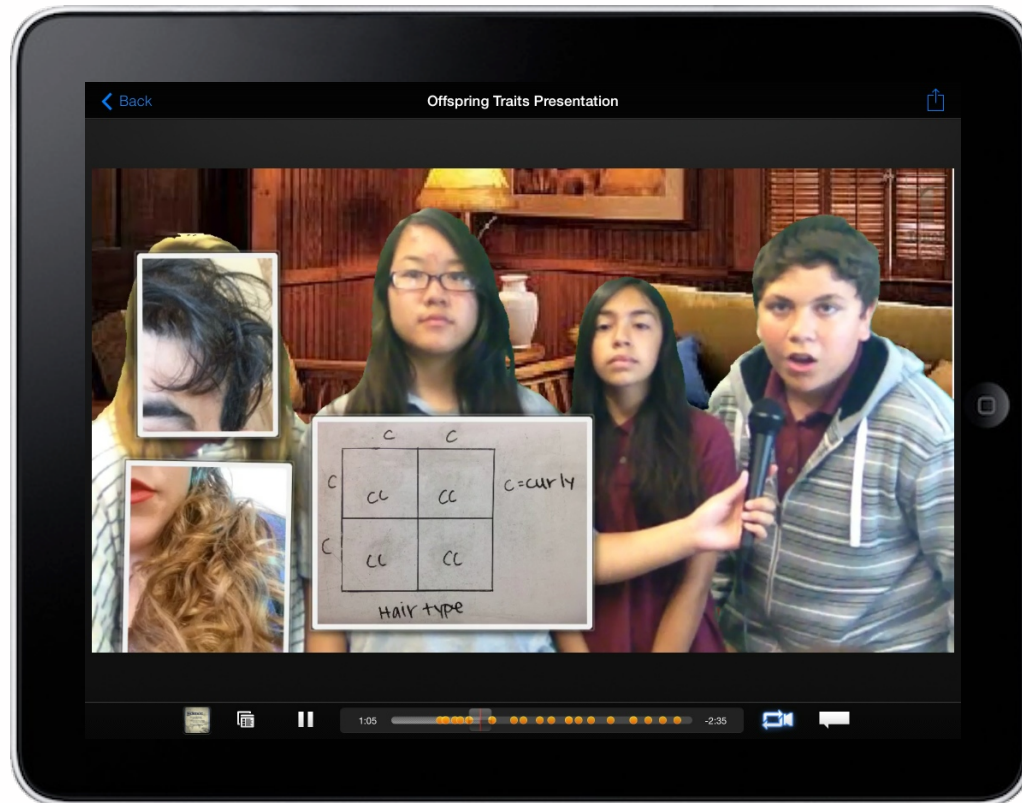 Back
Offspring Traits Presentation
C C
C CC CC C=curly
C CC CC
Hair type
1:05 -2:35